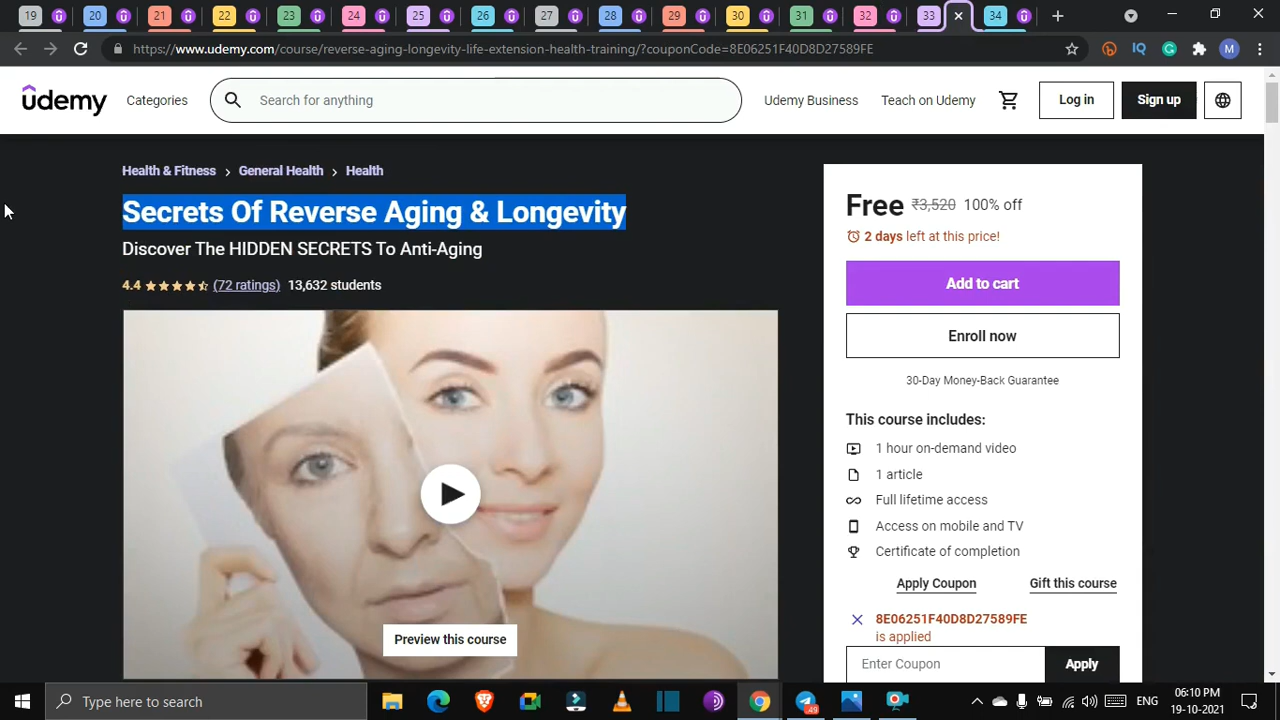 19 20 21 22 23 24 25 26 27 28 29 30 31 32 33 34
https://www.udemy.com/course/reverse-aging-longevity-life-extension-health-training/?couponCode=8E06251F40D8D27589FE
IQ
G
M
udemy
Categories
Search for anything
Udemy Business
Teach on Udemy
Log in
Sign up
Health & Fitness > General Health > Health
Secrets Of Reverse Aging & Longevity
Discover The HIDDEN SECRETS To Anti-Aging
4.4 (72 ratings) 13,632 students
Preview this course
Free ₹3,520 100% off
2 days left at this price!
Add to cart
Enroll now
30-Day Money-Back Guarantee
This course includes:
1 hour on-demand video
1 article
Full lifetime access
Access on mobile and TV
Certificate of completion
Apply Coupon Gift this course
8E06251F40D8D27589FE
is applied
Enter Coupon Apply
Type here to search
49
ENG
06:10 PM
19-10-2021